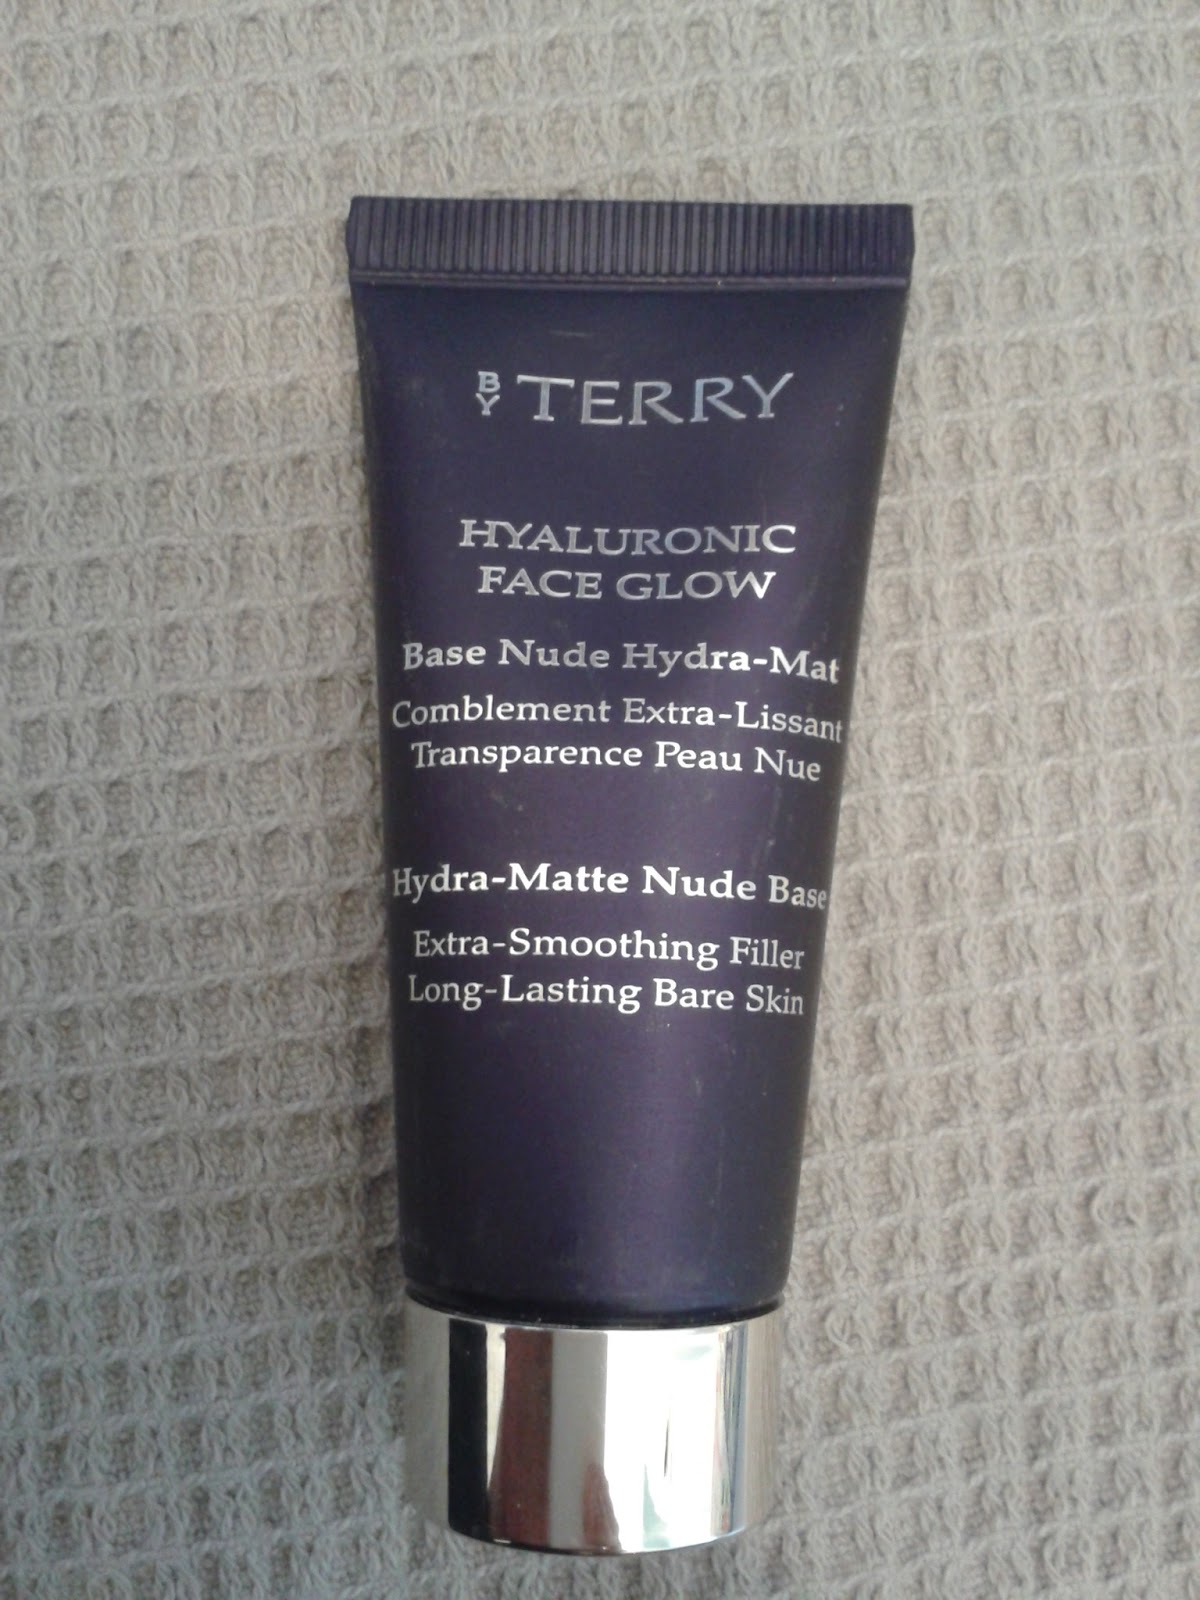 BY TERRY
HYALURONIC
FACE GLOW
Base Nude Hydra-Mat
Comblement Extra-Lissant
Transparence Peau Nue
Hydra-Matte Nude Base
Extra-Smoothing Filler
Long-Lasting Bare Skin